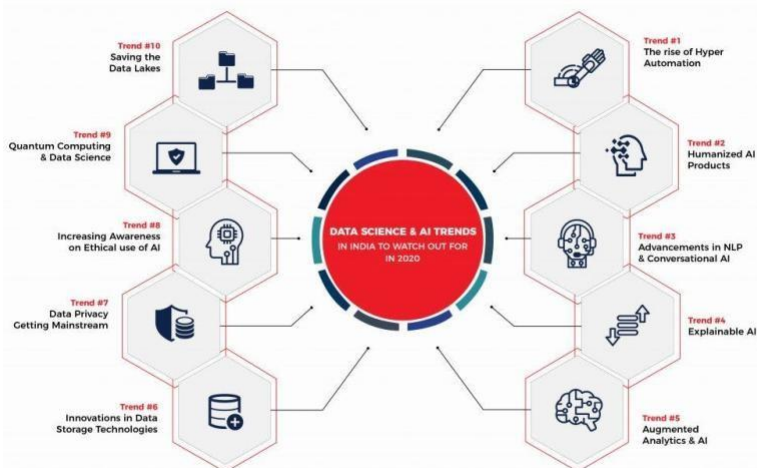 DATA SCIENCE & AI TRENDS
IN INDIA TO WATCH OUT FOR
IN 2020
Trend #1
The rise of Hyper
Automation
Trend #2
Humanized AI
Products
Trend #3
Advancements in NLP
& Conversational AI
Trend #4
Explainable AI
Trend #5
Augmented
Analytics & AI
Trend #6
Innovations in Data
Storage Technologies
Trend #7
Data Privacy
Getting Mainstream
Trend #8
Increasing Awareness
on Ethical use of AI
Trend #9
Quantum Computing
& Data Science
Trend #10
Saving the
Data Lakes